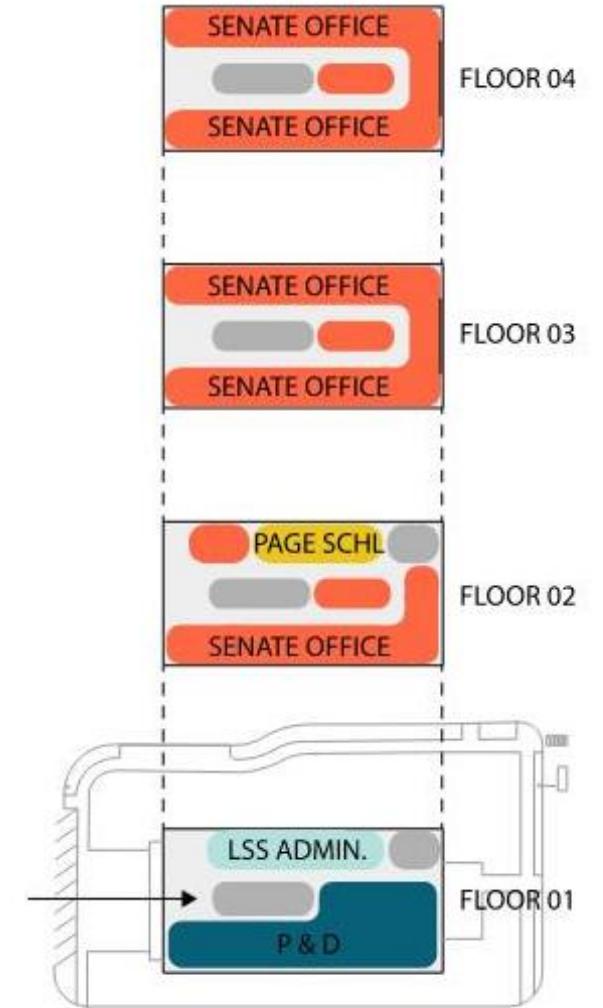 SENATE OFFICE
FLOOR 04
SENATE OFFICE
SENATE OFFICE
FLOOR 03
SENATE OFFICE
PAGE SCHL
FLOOR 02
SENATE OFFICE
LSS ADMIN.
FLOOR 01
P & D